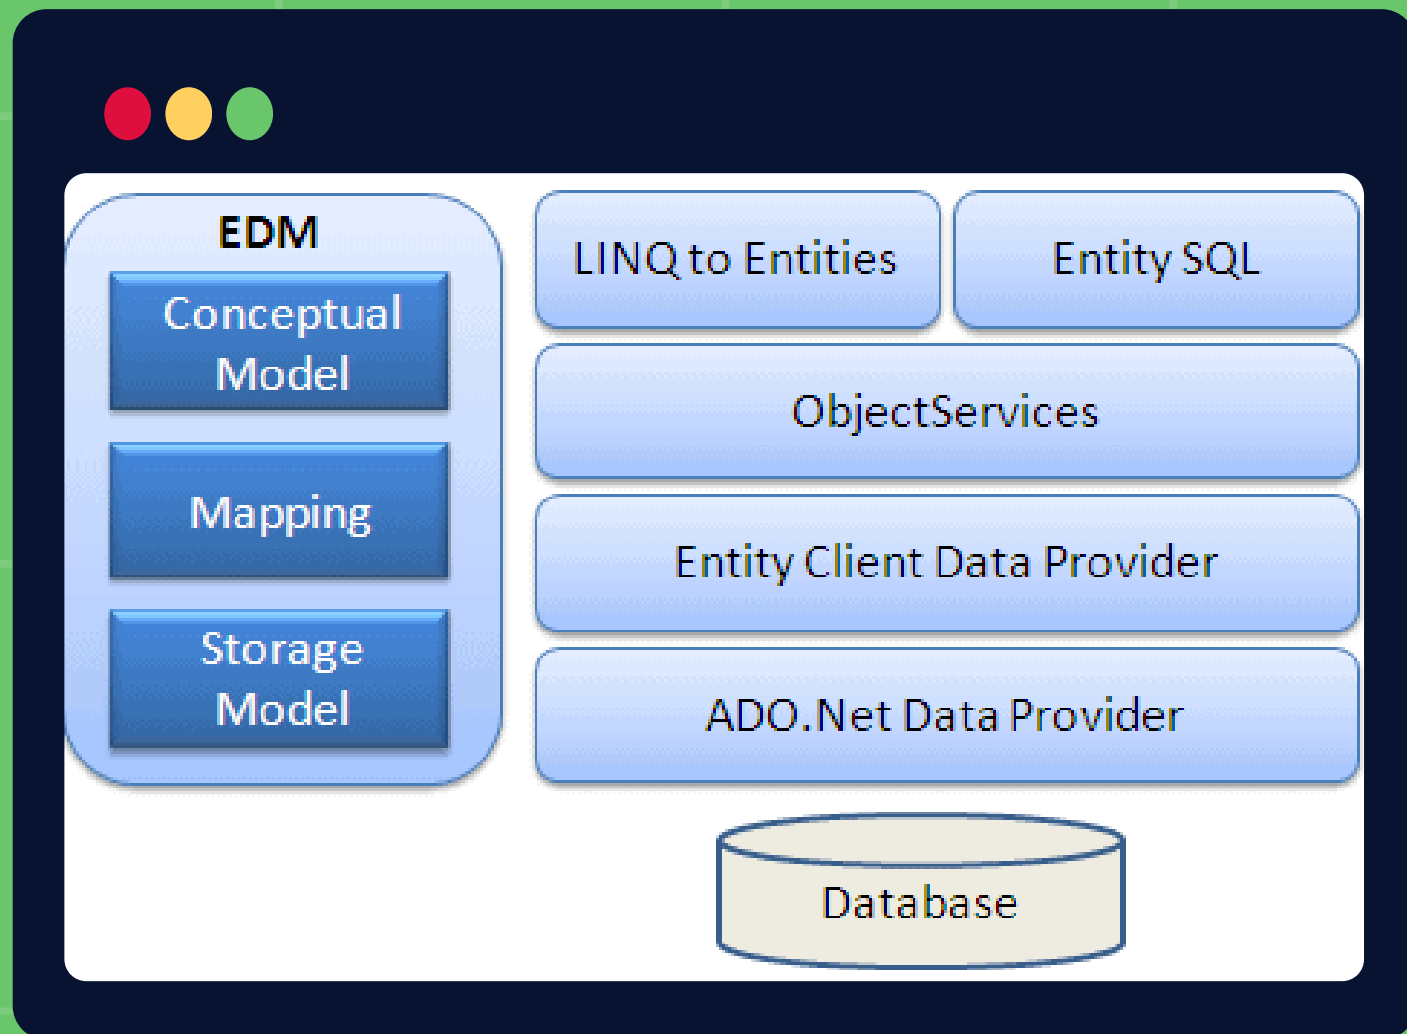 EDM
Conceptual
Model
Mapping
Storage
Model
LINQ to Entities
Entity SQL
ObjectServices
Entity Client Data Provider
ADO.Net Data Provider
Database